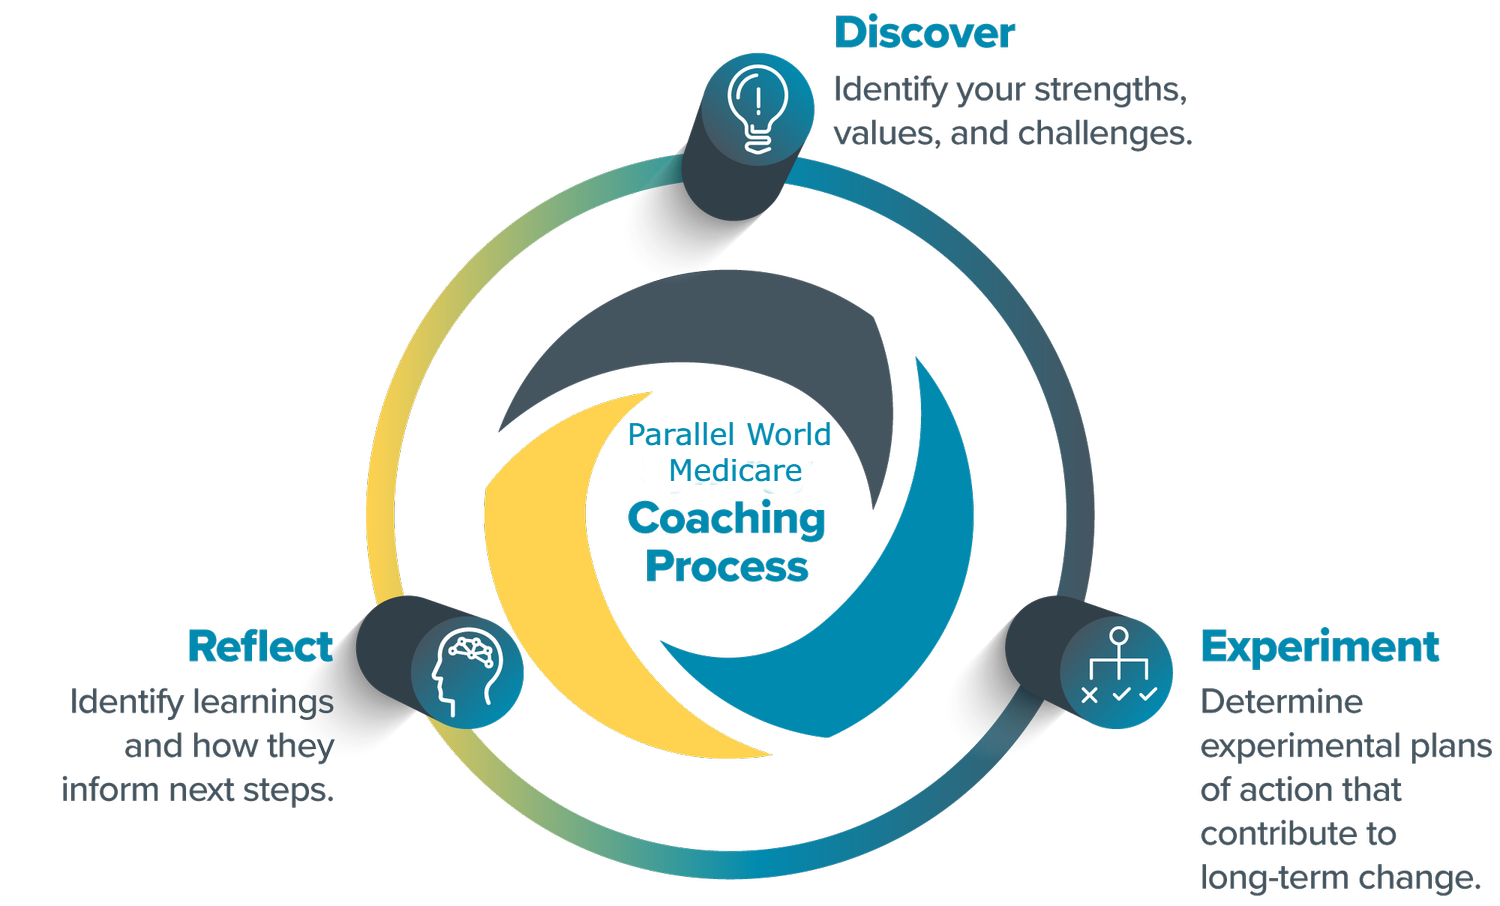 Discover
Identify your strengths,
values, and challenges.
Parallel World
Medicare
Coaching
Process
Reflect
Identify learnings
and how they
inform next steps.
Experiment
Determine
experimental plans
of action that
contribute to
long-term change.